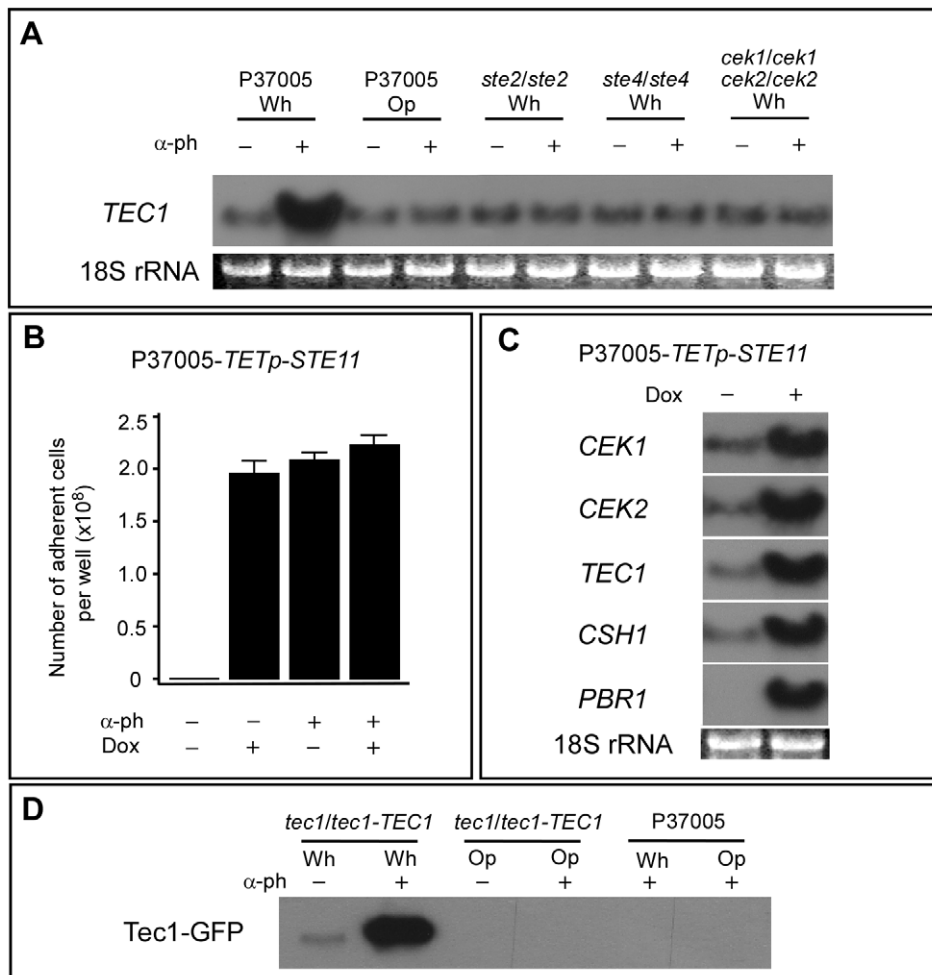 A
cek1/cek1
P37005 P37005 ste2/ste2 ste4/ste4 cek2/cek2
Wh Op Wh Wh Wh
α-ph – + – + – + – + – +
TEC1
18S rRNA
B
P37005-TETp-STE11
Number of adherent cells
per well (x10⁸)
2.5
2.0
1.5
1.0
0.5
0
α-ph – – + +
Dox – + – +
C
P37005-TETp-STE11
Dox – +
CEK1
CEK2
TEC1
CSH1
PBR1
18S rRNA
D
tec1/tec1-TEC1 tec1/tec1-TEC1 P37005
Wh Wh Op Op Wh Op
α-ph – + – + + +
Tec1-GFP